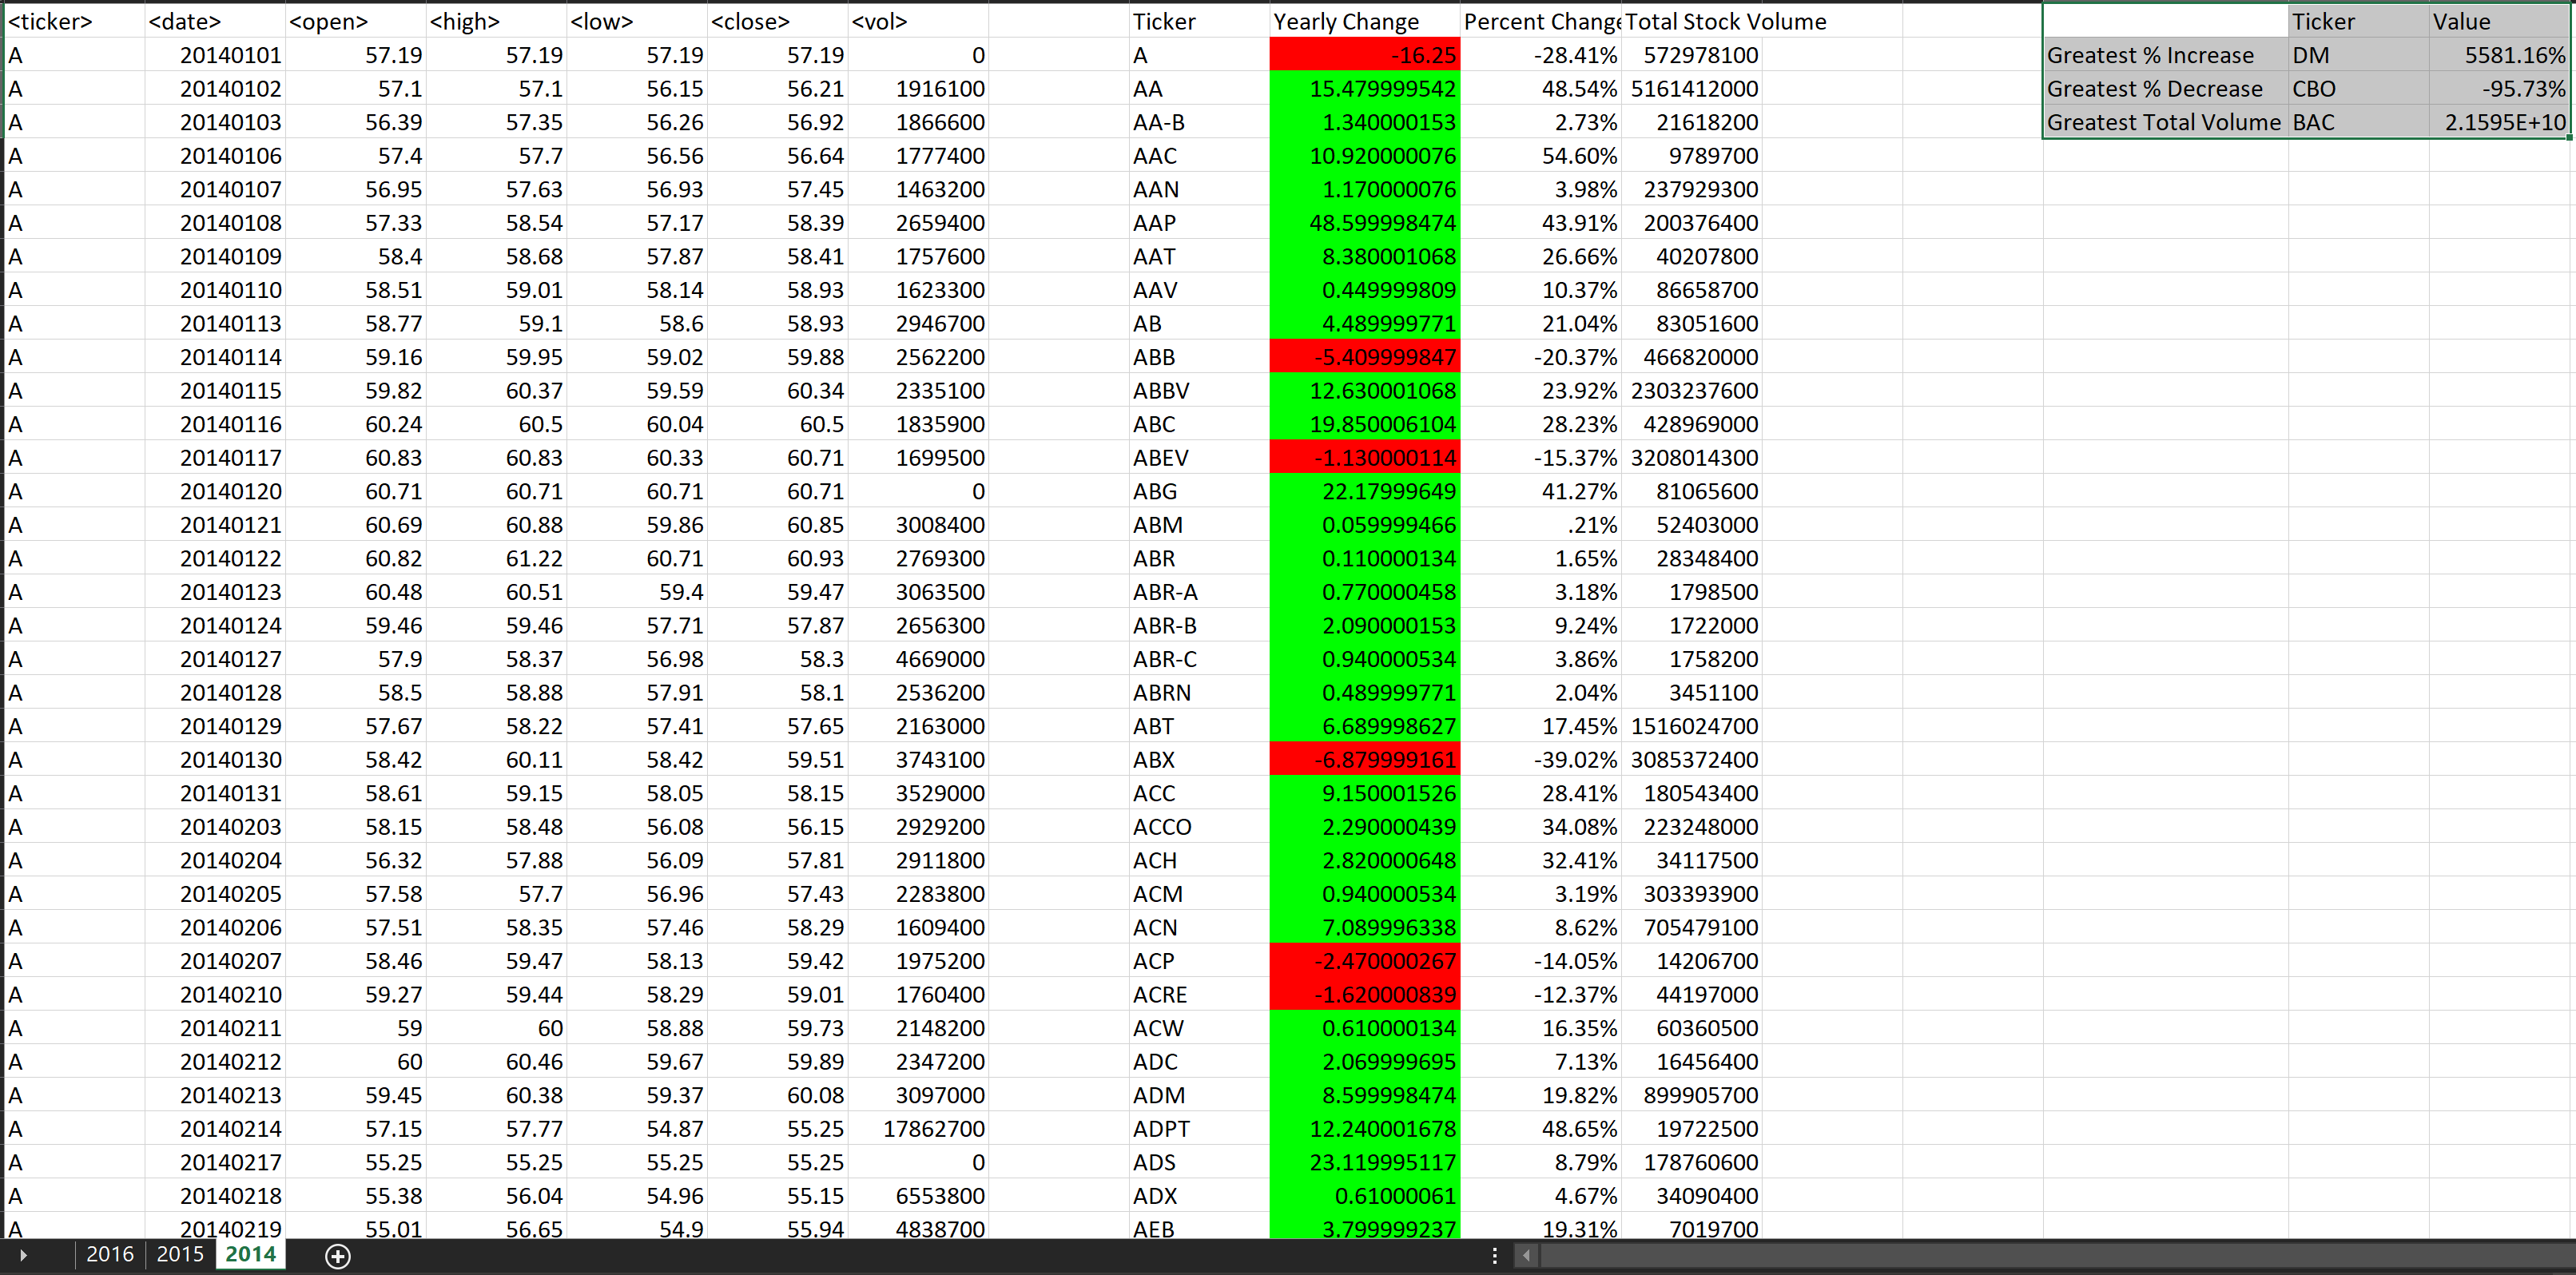 <ticker> <date> <open> <high> <low> <close> <vol> Ticker Yearly Change Percent Change Total Stock Volume Ticker Value
A 20140101 57.19 57.19 57.19 57.19 0 A -16.25 -28.41% 572978100 Greatest % Increase DM 5581.16%
A 20140102 57.1 57.1 56.15 56.21 1916100 AA 15.479999542 48.54% 5161412000 Greatest % Decrease CBO -95.73%
A 20140103 56.39 57.35 56.26 56.92 1866600 AA-B 1.340000153 2.73% 21618200 Greatest Total Volume BAC 2.1595E+10
A 20140106 57.4 57.7 56.56 56.64 1777400 AAC 10.920000076 54.60% 9789700
A 20140107 56.95 57.63 56.93 57.45 1463200 AAN 1.170000076 3.98% 237929300
A 20140108 57.33 58.54 57.17 58.39 2659400 AAP 48.599998474 43.91% 200376400
A 20140109 58.4 58.68 57.87 58.41 1757600 AAT 8.380001068 26.66% 40207800
A 20140110 58.51 59.01 58.14 58.93 1623300 AAV 0.449999809 10.37% 86658700
A 20140113 58.77 59.1 58.6 58.93 2946700 AB 4.489999771 21.04% 83051600
A 20140114 59.16 59.95 59.02 59.88 2562200 ABB -5.409999847 -20.37% 466820000
A 20140115 59.82 60.37 59.59 60.34 2335100 ABBV 12.630001068 23.92% 2303237600
A 20140116 60.24 60.5 60.04 60.5 1835900 ABC 19.850006104 28.23% 428969000
A 20140117 60.83 60.83 60.33 60.71 1699500 ABEV -1.130000114 -15.37% 3208014300
A 20140120 60.71 60.71 60.71 60.71 0 ABG 22.17999649 41.27% 81065600
A 20140121 60.69 60.88 59.86 60.85 3008400 ABM 0.059999466 .21% 52403000
A 20140122 60.82 61.22 60.71 60.93 2769300 ABR 0.110000134 1.65% 28348400
A 20140123 60.48 60.51 59.4 59.47 3063500 ABR-A 0.770000458 3.18% 1798500
A 20140124 59.46 59.46 57.71 57.87 2656300 ABR-B 2.090000153 9.24% 1722000
A 20140127 57.9 58.37 56.98 58.3 4669000 ABR-C 0.940000534 3.86% 1758200
A 20140128 58.5 58.88 57.91 58.1 2536200 ABRN 0.489999771 2.04% 3451100
A 20140129 57.67 58.22 57.41 57.65 2163000 ABT 6.689998627 17.45% 1516024700
A 20140130 58.42 60.11 58.42 59.51 3743100 ABX -6.879999161 -39.02% 3085372400
A 20140131 58.61 59.15 58.05 58.15 3529000 ACC 9.150001526 28.41% 180543400
A 20140203 58.15 58.48 56.08 56.15 2929200 ACCO 2.290000439 34.08% 223248000
A 20140204 56.32 57.88 56.09 57.81 2911800 ACH 2.820000648 32.41% 34117500
A 20140205 57.58 57.7 56.96 57.43 2283800 ACM 0.940000534 3.19% 303393900
A 20140206 57.51 58.35 57.46 58.29 1609400 ACN 7.089996338 8.62% 705479100
A 20140207 58.46 59.47 58.13 59.42 1975200 ACP -2.470000267 -14.05% 14206700
A 20140210 59.27 59.44 58.29 59.01 1760400 ACRE -1.620000839 -12.37% 44197000
A 20140211 59 60 58.88 59.73 2148200 ACW 0.610000134 16.35% 60360500
A 20140212 60 60.46 59.67 59.89 2347200 ADC 2.069999695 7.13% 16456400
A 20140213 59.45 60.38 59.37 60.08 3097000 ADM 8.599998474 19.82% 899905700
A 20140214 57.15 57.77 54.87 55.25 17862700 ADPT 12.240001678 48.65% 19722500
A 20140217 55.25 55.25 55.25 55.25 0 ADS 23.119995117 8.79% 178760600
A 20140218 55.38 56.04 54.96 55.15 6553800 ADX 0.61000061 4.67% 34090400
A 20140219 55.01 56.65 54.9 55.94 4838700 AEB 3.799999237 19.31% 7019700
2016 2015 2014